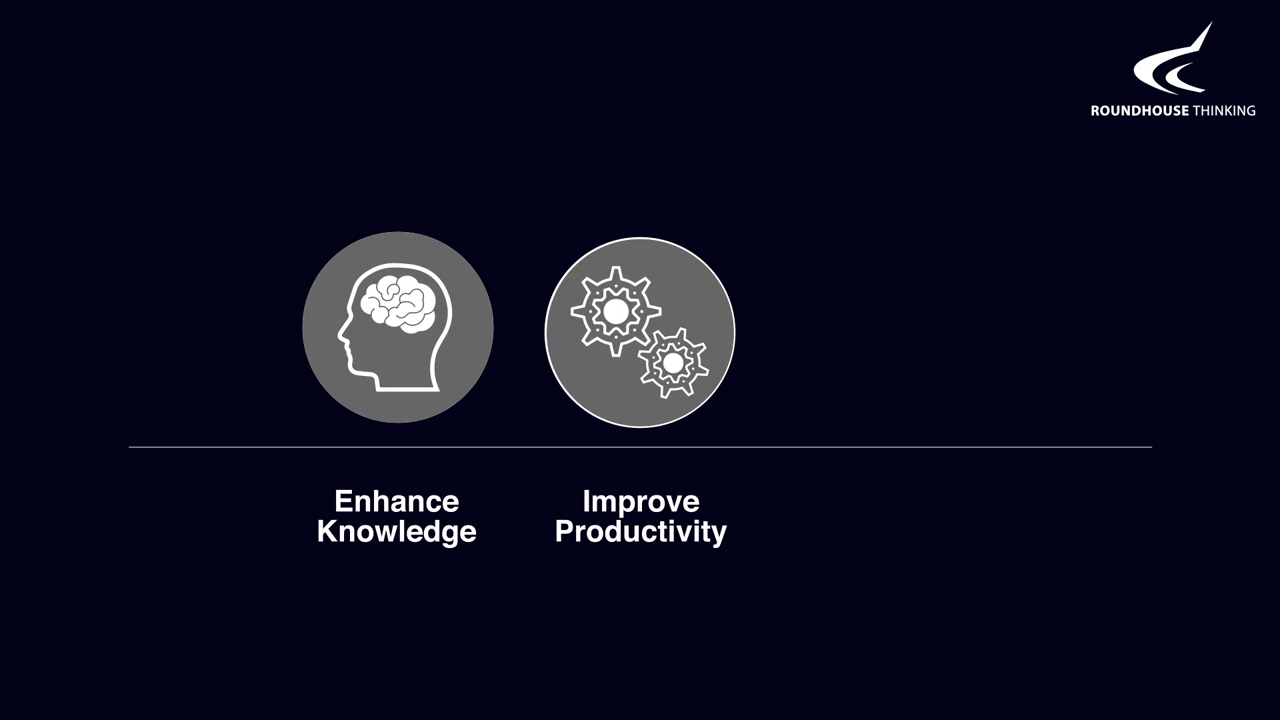 ROUNDHOUSE THINKING
Enhance
Knowledge
Improve
Productivity